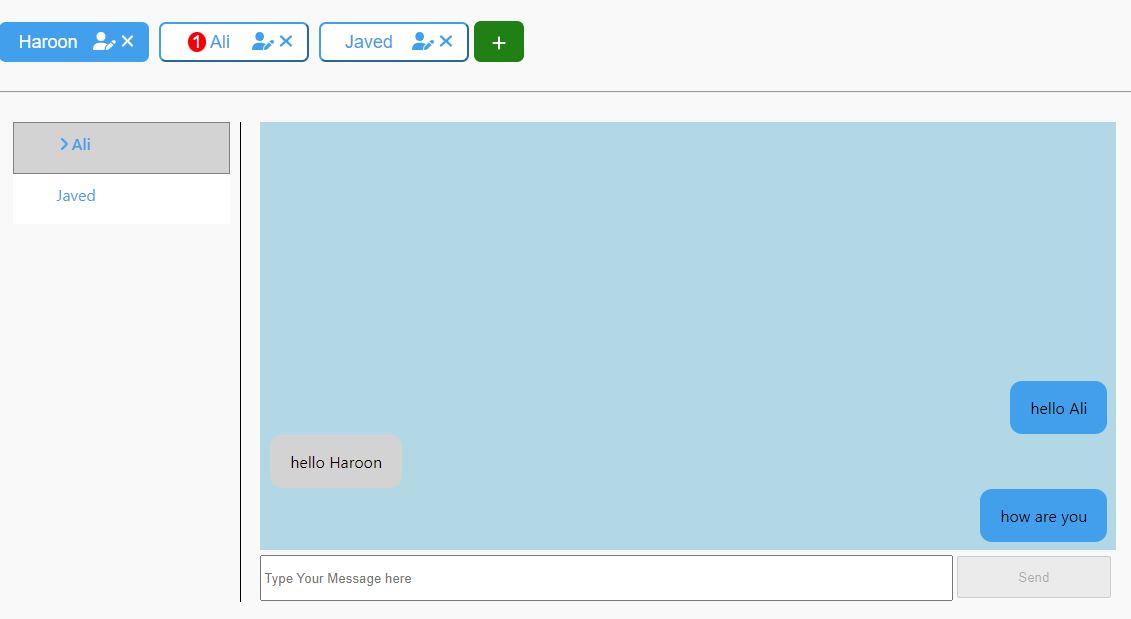 Haroon
1 Ali
Javed
+
Ali
Javed
hello Ali
hello Haroon
how are you
Type Your Message here
Send